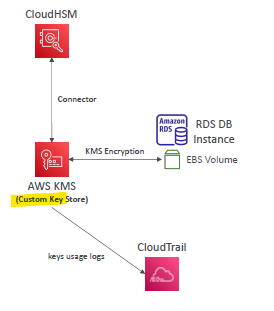 CloudHSM
Connector
Amazon
RDS
RDS DB
Instance
KMS Encryption
EBS Volume
AWS KMS
(Custom Key Store)
CloudTrail
keys usage logs